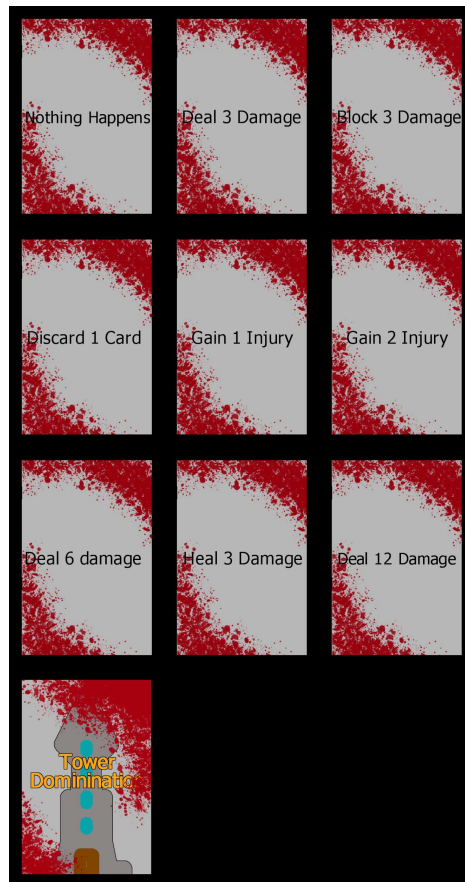 Nothing Happens
Deal 3 Damage
Block 3 Damage
Discard 1 Card
Gain 1 Injury
Gain 2 Injury
Deal 6 damage
Heal 3 Damage
Deal 12 Damage
Tower
Domininatio